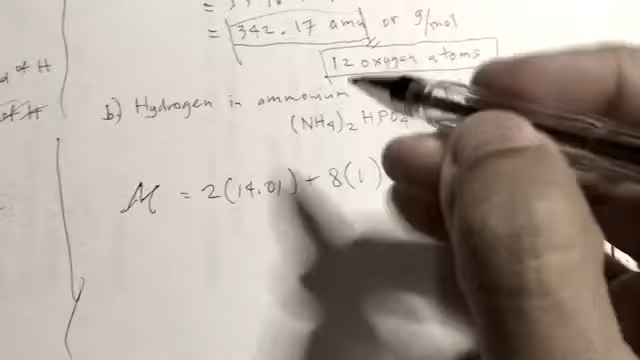 = 342.17 amu or g/mol
12 oxygen atoms
d of H
b) Hydrogen in ammonium
(NH4)2 HPO4
M = 2(14.01) + 8(1)